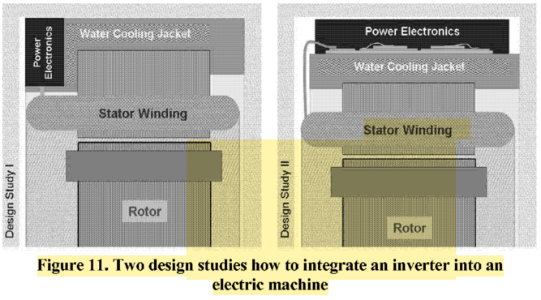 Design Study I
Power
Electronics
Water Cooling Jacket
Stator Winding
Rotor
Design Study II
Power Electronics
Water Cooling Jacket
Stator Winding
Rotor
Figure 11. Two design studies how to integrate an inverter into an
electric machine